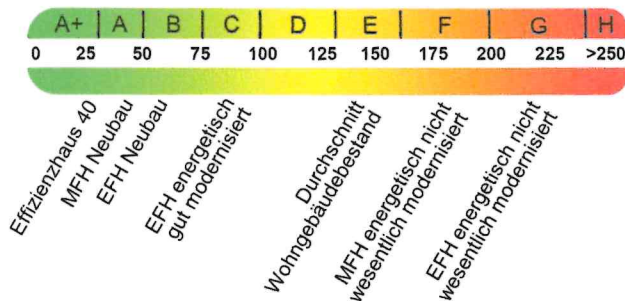 A+ A B C D E F G H
0 25 50 75 100 125 150 175 200 225 >250
Effizienzhaus 40
MFH Neubau
EFH Neubau
EFH energetisch
gut modernisiert
Durchschnitt
Wohngebäudebestand
MFH energetisch nicht
wesentlich modernisiert
EFH energetisch nicht
wesentlich modernisiert